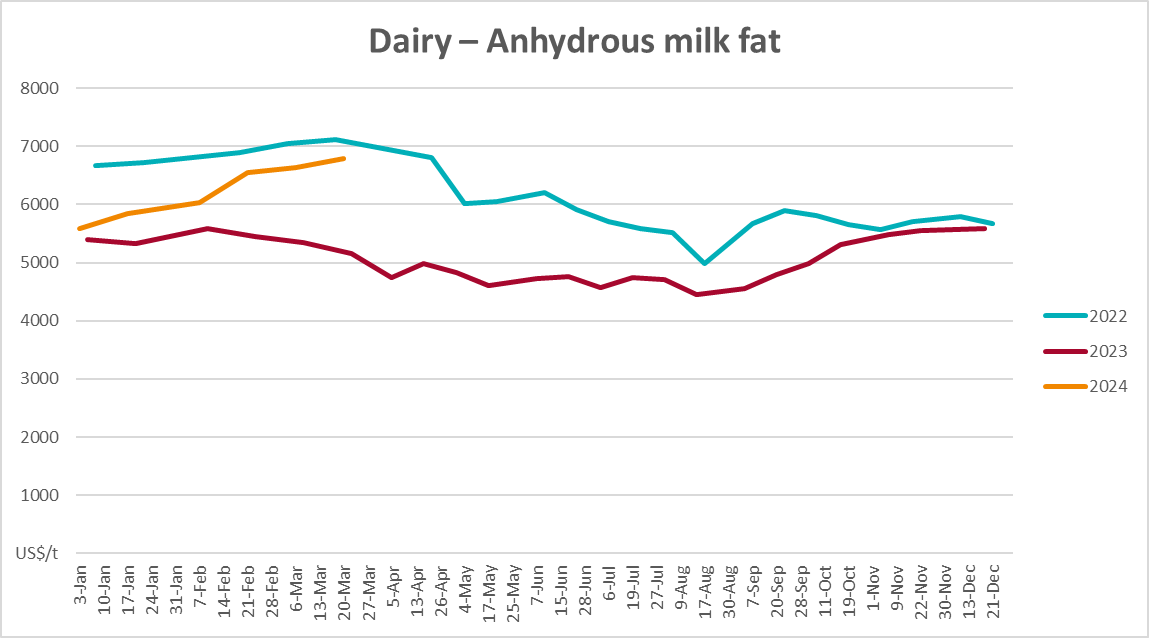 Dairy – Anhydrous milk fat
8000
7000
6000
5000
4000
3000
2000
1000
US$/t
3-Jan
10-Jan
17-Jan
24-Jan
31-Jan
7-Feb
14-Feb
21-Feb
28-Feb
6-Mar
13-Mar
20-Mar
27-Mar
5-Apr
13-Apr
26-Apr
4-May
17-May
25-May
7-Jun
15-Jun
28-Jun
6-Jul
19-Jul
27-Jul
9-Aug
17-Aug
30-Aug
7-Sep
20-Sep
28-Sep
11-Oct
19-Oct
1-Nov
9-Nov
22-Nov
30-Nov
13-Dec
21-Dec
2022
2023
2024